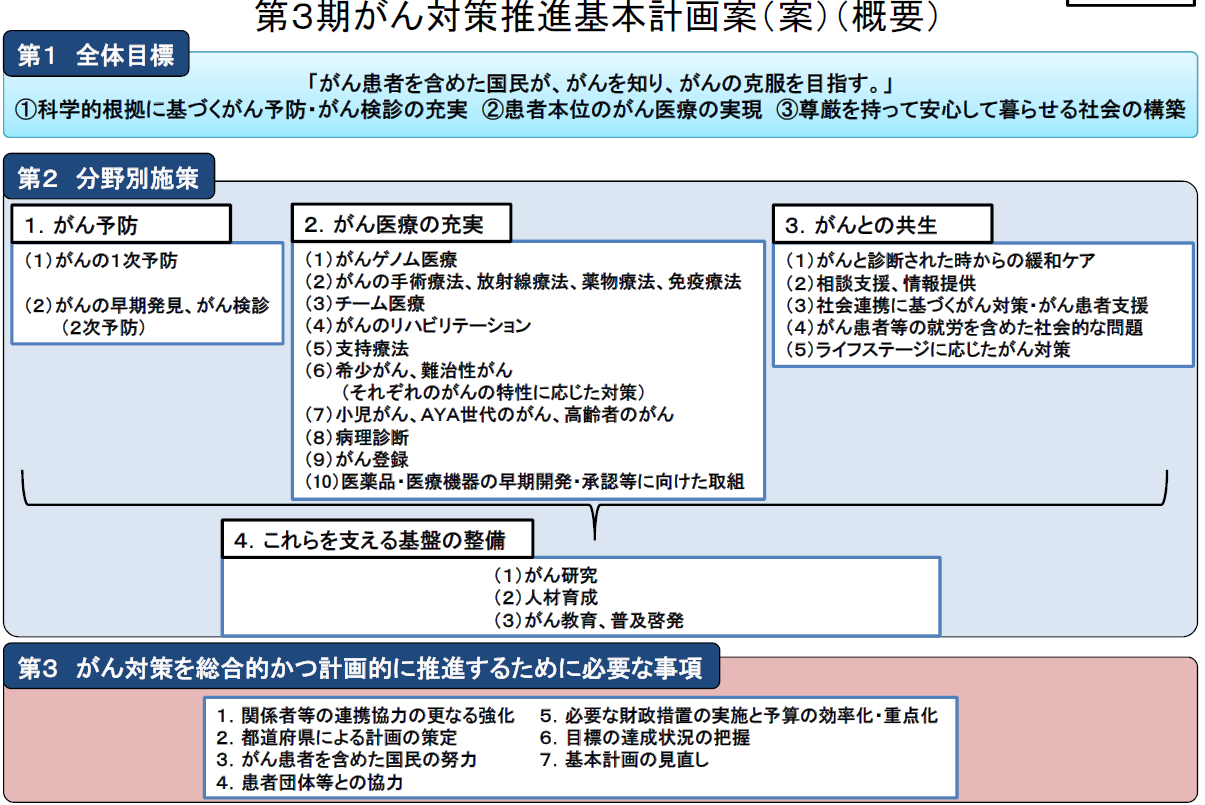 第3期がん対策推進基本計画案(案)(概要)
第1 全体目標
「がん患者を含めた国民が、がんを知り、がんの克服を目指す。」
①科学的根拠に基づくがん予防・がん検診の充実 ②患者本位のがん医療の実現 ③尊厳を持って安心して暮らせる社会の構築
第2 分野別施策
1. がん予防
(1)がんの1次予防
(2)がんの早期発見、がん検診
(2次予防)
2. がん医療の充実
(1)がんゲノム医療
(2)がんの手術療法、放射線療法、薬物療法、免疫療法
(3)チーム医療
(4)がんのリハビリテーション
(5)支持療法
(6)希少がん、難治性がん
(それぞれのがんの特性に応じた対策)
(7)小児がん、AYA世代のがん、高齢者のがん
(8)病理診断
(9)がん登録
(10)医薬品・医療機器の早期開発・承認等に向けた取組
3. がんとの共生
(1)がんと診断された時からの緩和ケア
(2)相談支援、情報提供
(3)社会連携に基づくがん対策・がん患者支援
(4)がん患者等の就労を含めた社会的な問題
(5)ライフステージに応じたがん対策
4. これらを支える基盤の整備
(1)がん研究
(2)人材育成
(3)がん教育、普及啓発
第3 がん対策を総合的かつ計画的に推進するために必要な事項
1. 関係者等の連携協力の更なる強化
2. 都道府県による計画の策定
3. がん患者を含めた国民の努力
4. 患者団体等との協力
5. 必要な財政措置の実施と予算の効率化・重点化
6. 目標の達成状況の把握
7. 基本計画の見直し